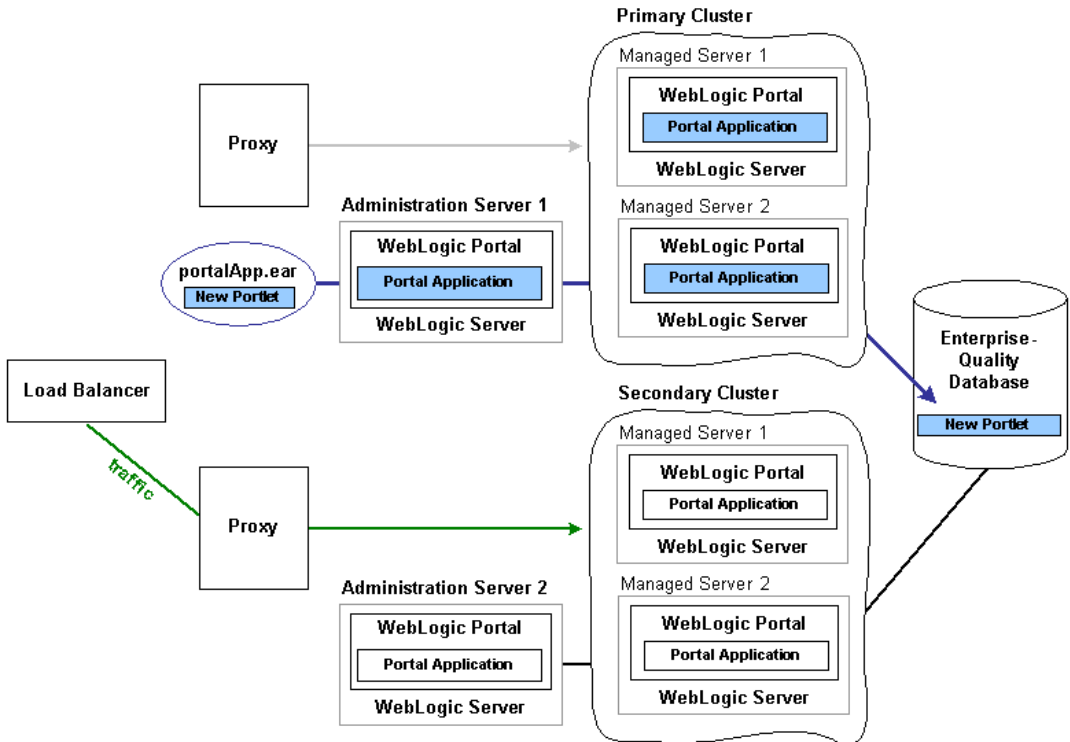 Primary Cluster
Managed Server 1
WebLogic Portal
Portal Application
WebLogic Server
Proxy
Administration Server 1
WebLogic Portal
Portal Application
WebLogic Server
portalApp.ear
New Portlet
Managed Server 2
WebLogic Portal
Portal Application
WebLogic Server
Enterprise-
Quality
Database
New Portlet
Load Balancer
traffic
Proxy
Secondary Cluster
Managed Server 1
WebLogic Portal
Portal Application
WebLogic Server
Administration Server 2
WebLogic Portal
Portal Application
WebLogic Server
Managed Server 2
WebLogic Portal
Portal Application
WebLogic Server